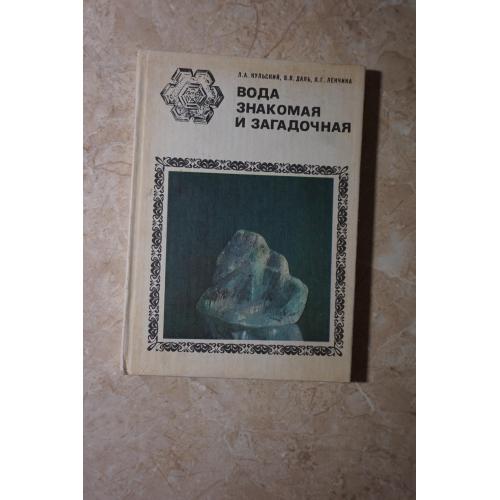 Л. А. КУЛЬСКИЙ, В. В. ДАЛЬ, Л. Г. ЛЕНЧИНА
ВОДА
ЗНАКОМАЯ
И ЗАГАДОЧНАЯ